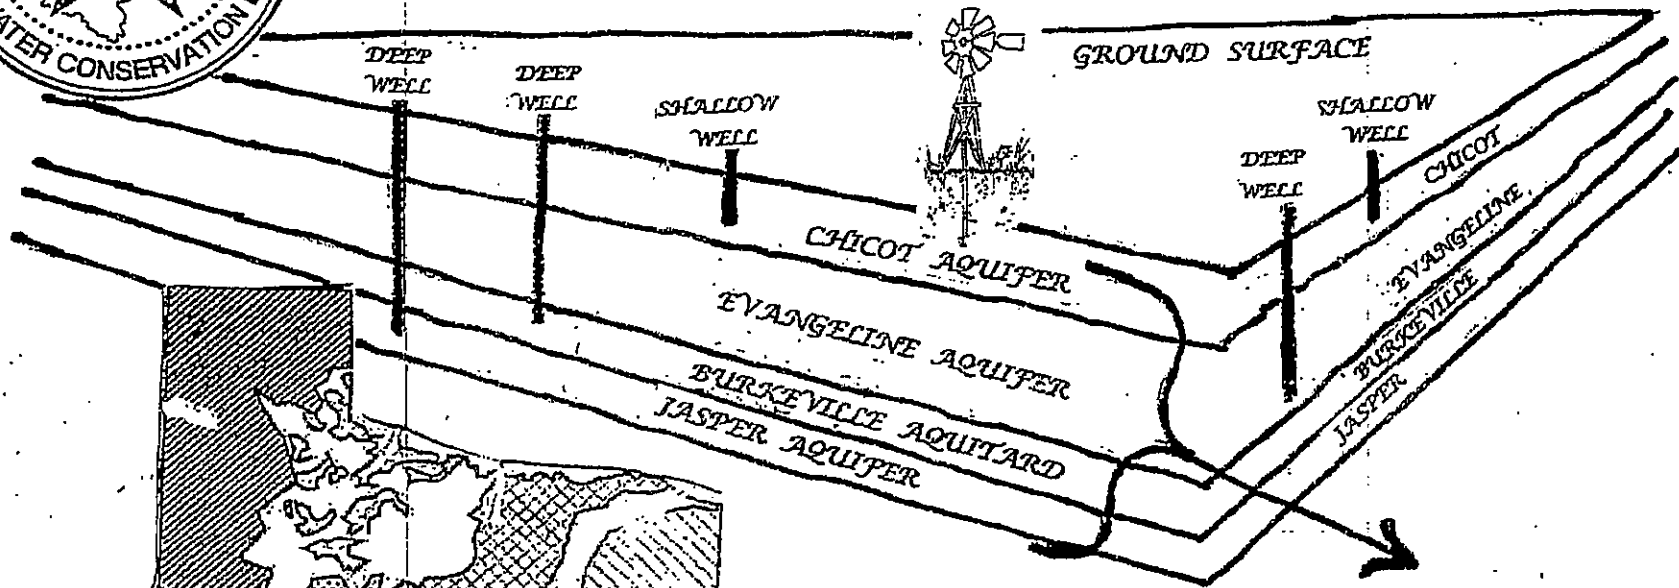 WATER CONSERVATION
DEEP
WELL
DEEP
WELL
SHALLOW
WELL
GROUND SURFACE
SHALLOW
WELL
DEEP
WELL
CHICOT
CHICOT AQUIFER
EVANGELINE
EVANGELINE AQUIFER
BURKEVILLE
BURKEVILLE AQUITARD
JASPER
JASPER AQUIFER